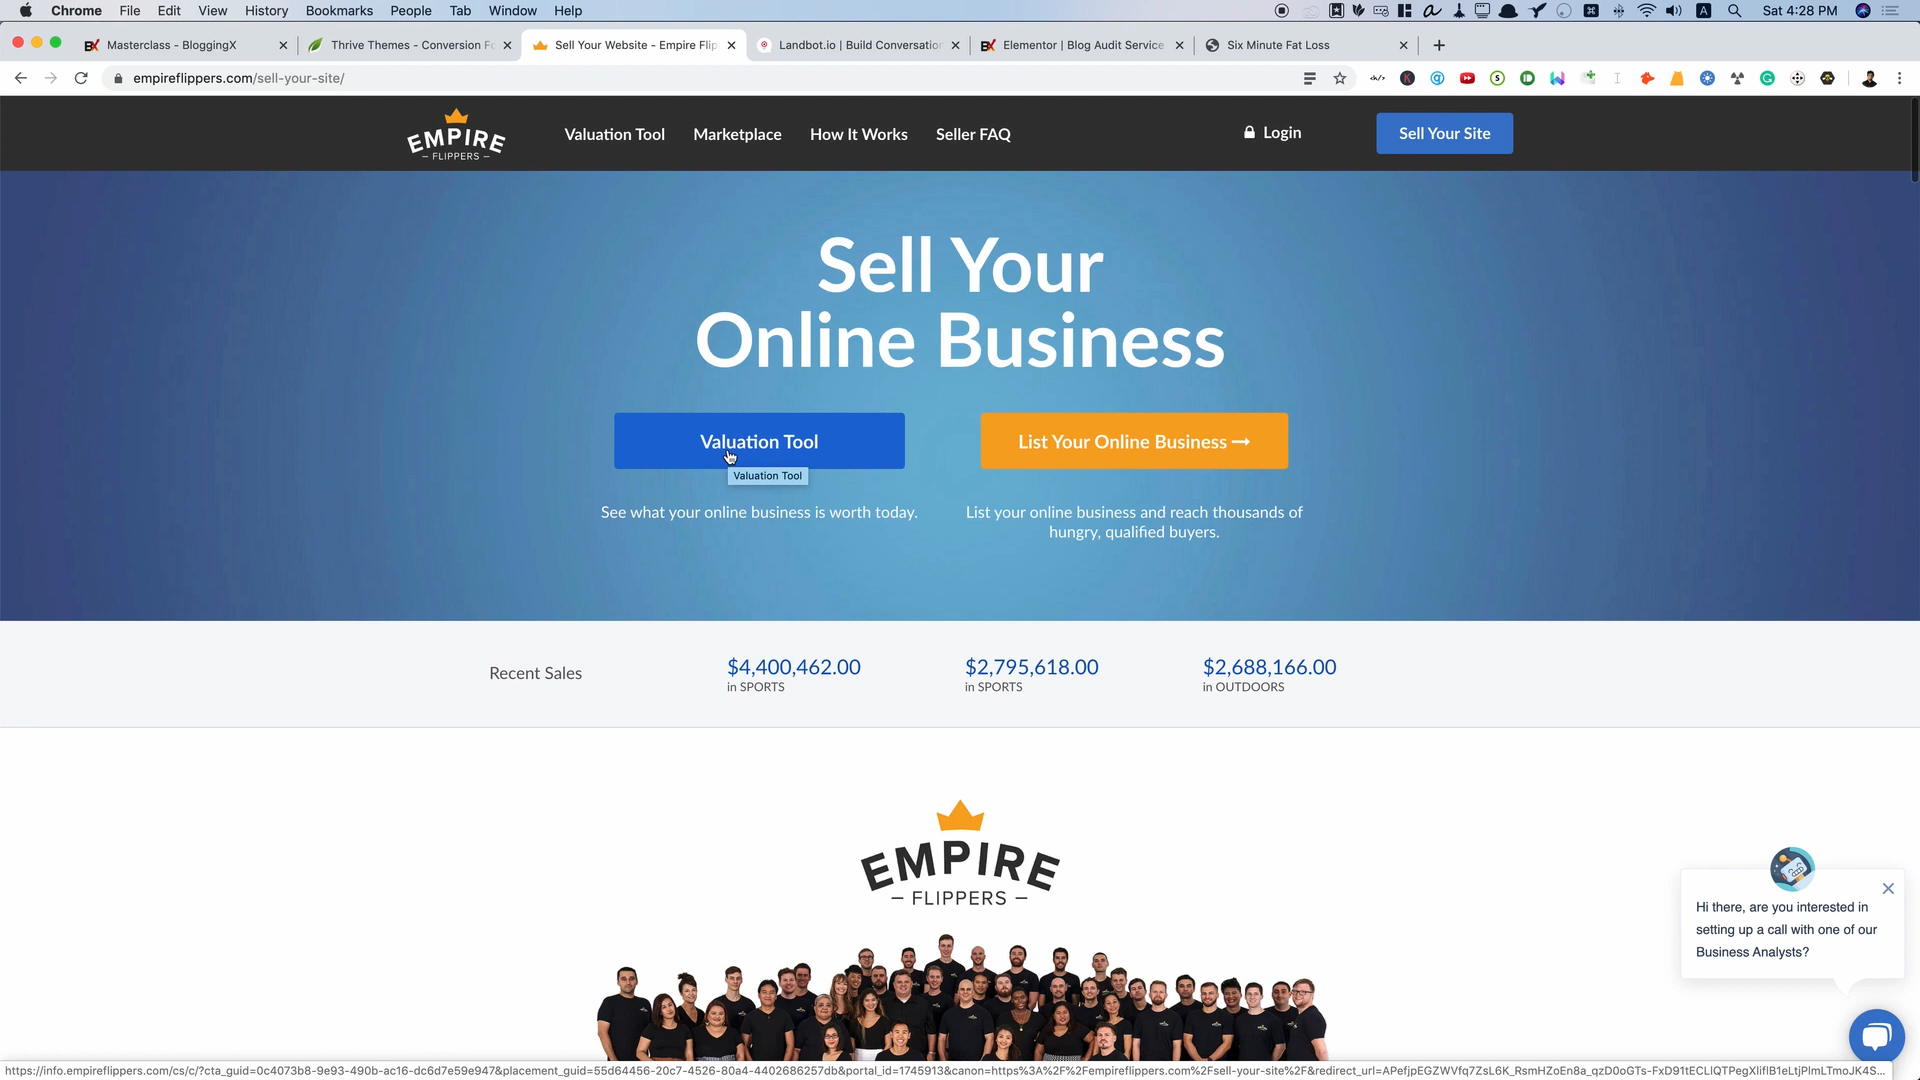 Chrome File Edit View History Bookmarks People Tab Window Help Sat 4:28 PM
Masterclass - BloggingX
Thrive Themes - Conversion Fo
Sell Your Website - Empire Flip
Landbot.io | Build Conversation
Elementor | Blog Audit Service
Six Minute Fat Loss
empireflippers.com/sell-your-site/
EMPIRE
FLIPPERS
Valuation Tool Marketplace How It Works Seller FAQ Login Sell Your Site
Sell Your
Online Business
Valuation Tool
Valuation Tool
See what your online business is worth today.
List Your Online Business →
List your online business and reach thousands of
hungry, qualified buyers.
Recent Sales
$4,400,462.00
in SPORTS
$2,795,618.00
in SPORTS
$2,688,166.00
in OUTDOORS
EMPIRE
– FLIPPERS –
Hi there, are you interested in
setting up a call with one of our
Business Analysts?